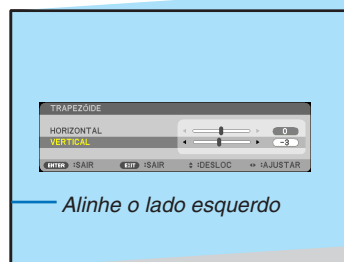 TRAPEZÓIDE
HORIZONTAL 0
VERTICAL -3
ENTER :SAIR EXIT :SAIR :DESLOC :AJUSTAR
Alinhe o lado esquerdo